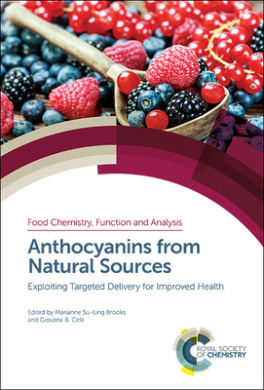 Food Chemistry, Function and Analysis
Anthocyanins from
Natural Sources
Exploiting Targeted Delivery for Improved Health
Edited by Marianne Su-Ling Brooks
and Giovana B. Celli
ROYAL SOCIETY
OF CHEMISTRY